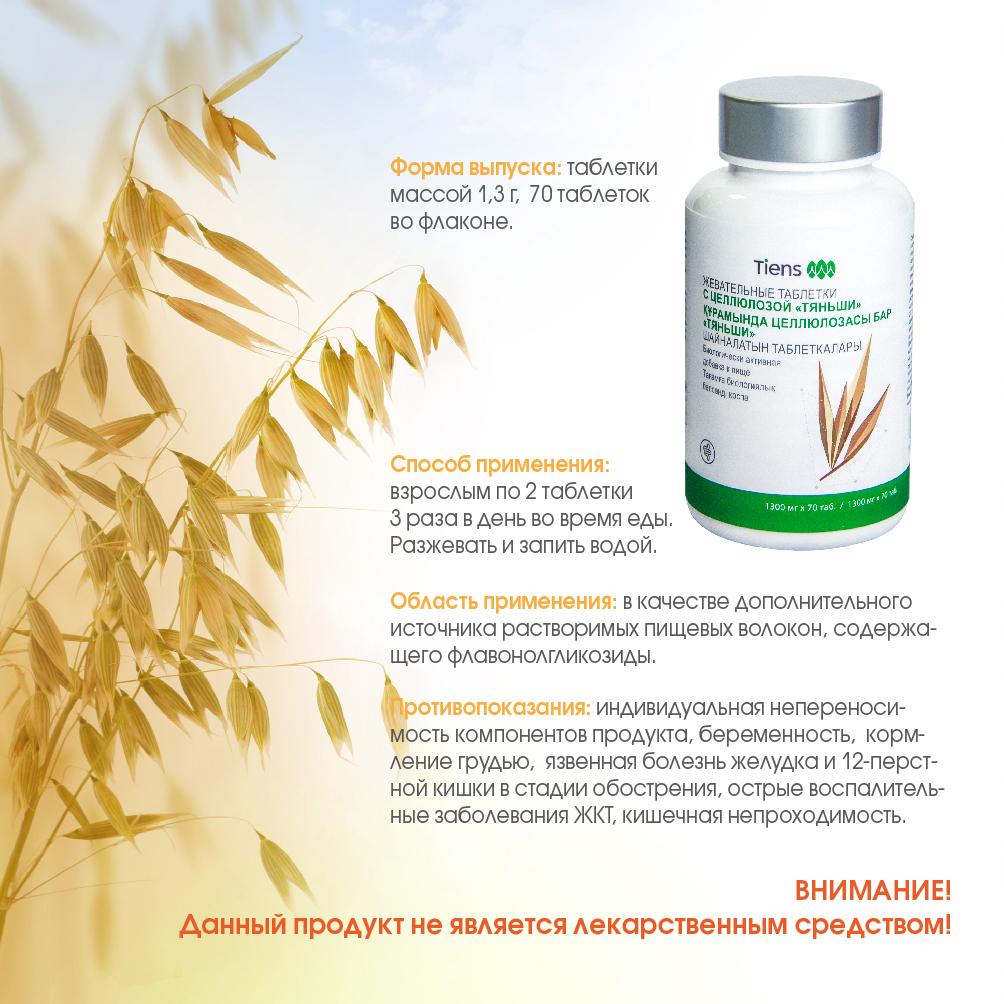 Форма выпуска: таблетки
массой 1,3 г, 70 таблеток
во флаконе.
Tiens
ЖЕВАТЕЛЬНЫЕ ТАБЛЕТКИ
С ЦЕЛЛЮЛОЗОЙ «ТЯНЬШИ»
ҚҰРАМЫНДА ЦЕЛЛЮЛОЗАСЫ БАР
«ТЯНЬШИ»
ШАЙНАЛАТЫН ТАБЛЕТКАЛАРЫ
Биологически активная
добавка к пище
Тағамға биологиялық
белсенді қоспа
1300 мг x 70 таб. / 1300 мг x 70 таб.
Способ применения:
взрослым по 2 таблетки
3 раза в день во время еды.
Разжевать и запить водой.
Область применения: в качестве дополнительного
источника растворимых пищевых волокон, содержа-
щего флавонолгликозиды.
Противопоказания: индивидуальная непереноси-
мость компонентов продукта, беременность, корм-
ление грудью, язвенная болезнь желудка и 12-перст-
ной кишки в стадии обострения, острые воспалитель-
ные заболевания ЖКТ, кишечная непроходимость.
ВНИМАНИЕ!
Данный продукт не является лекарственным средством!